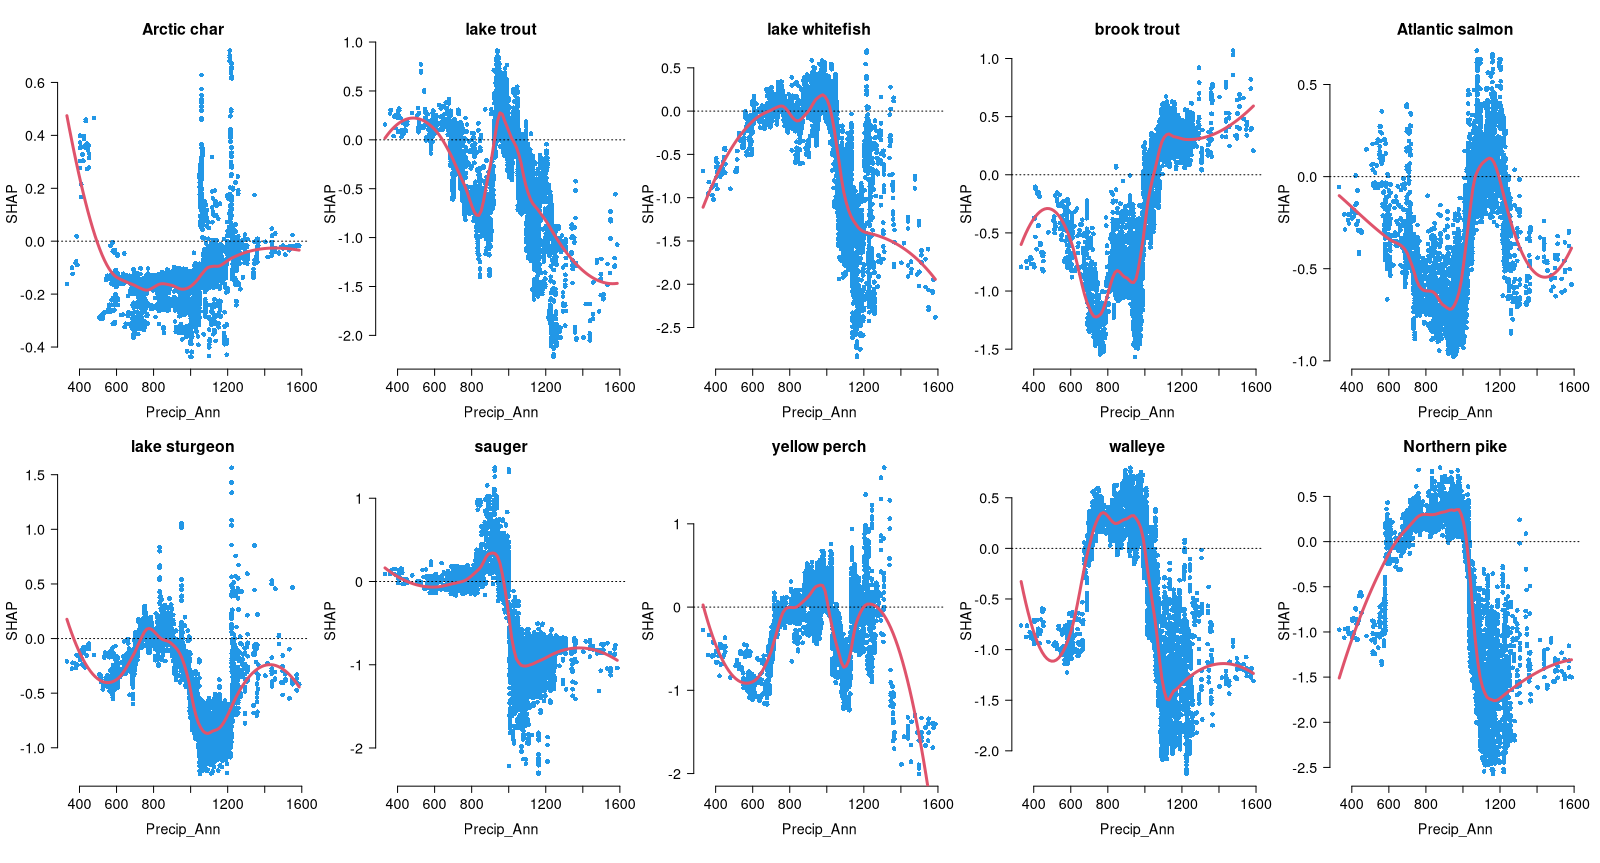 Arctic char
SHAP
0.6
0.4
0.2
0.0
-0.2
-0.4
400 600 800 1200 1600
Precip_Ann
lake trout
SHAP
1.0
0.5
0.0
-0.5
-1.0
-1.5
-2.0
400 600 800 1200 1600
Precip_Ann
lake whitefish
SHAP
0.5
0.0
-0.5
-1.0
-1.5
-2.0
-2.5
400 600 800 1200 1600
Precip_Ann
brook trout
SHAP
1.0
0.5
0.0
-0.5
-1.0
-1.5
400 600 800 1200 1600
Precip_Ann
Atlantic salmon
SHAP
0.5
0.0
-0.5
-1.0
400 600 800 1200 1600
Precip_Ann
lake sturgeon
SHAP
1.5
1.0
0.5
0.0
-0.5
-1.0
400 600 800 1200 1600
Precip_Ann
sauger
SHAP
1
0
-1
-2
400 600 800 1200 1600
Precip_Ann
yellow perch
SHAP
1
0
-1
-2
400 600 800 1200 1600
Precip_Ann
walleye
SHAP
0.5
0.0
-0.5
-1.0
-1.5
-2.0
400 600 800 1200 1600
Precip_Ann
Northern pike
SHAP
0.5
0.0
-0.5
-1.0
-1.5
-2.0
-2.5
400 600 800 1200 1600
Precip_Ann